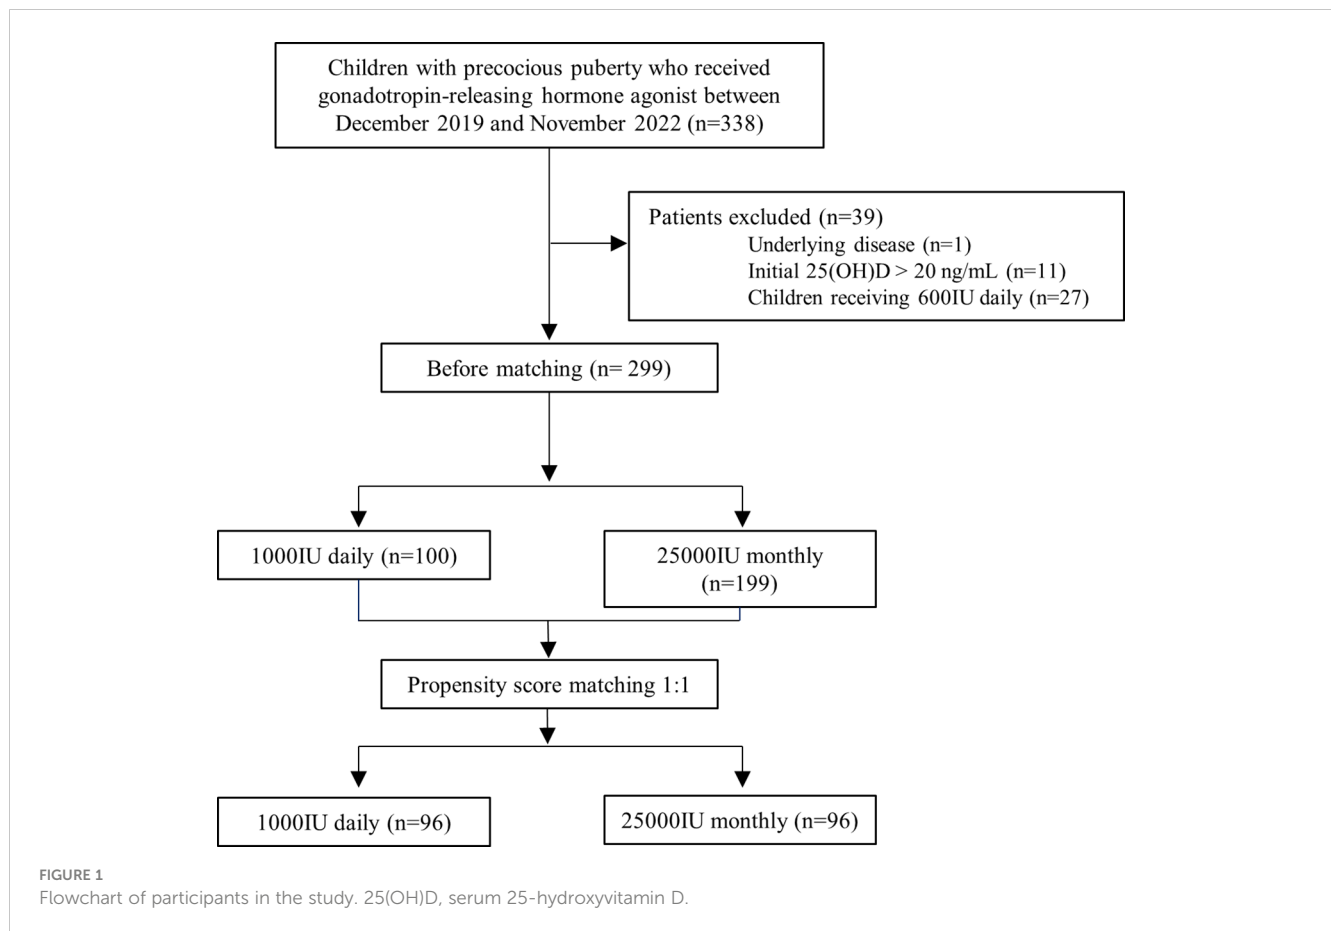 Children with precocious puberty who received
gonadotropin-releasing hormone agonist between
December 2019 and November 2022 (n=338)
Patients excluded (n=39)
Underlying disease (n=1)
Initial 25(OH)D > 20 ng/mL (n=11)
Children receiving 600IU daily (n=27)
Before matching (n= 299)
1000IU daily (n=100)
25000IU monthly
(n=199)
Propensity score matching 1:1
1000IU daily (n=96)
25000IU monthly (n=96)
FIGURE 1
Flowchart of participants in the study. 25(OH)D, serum 25-hydroxyvitamin D.